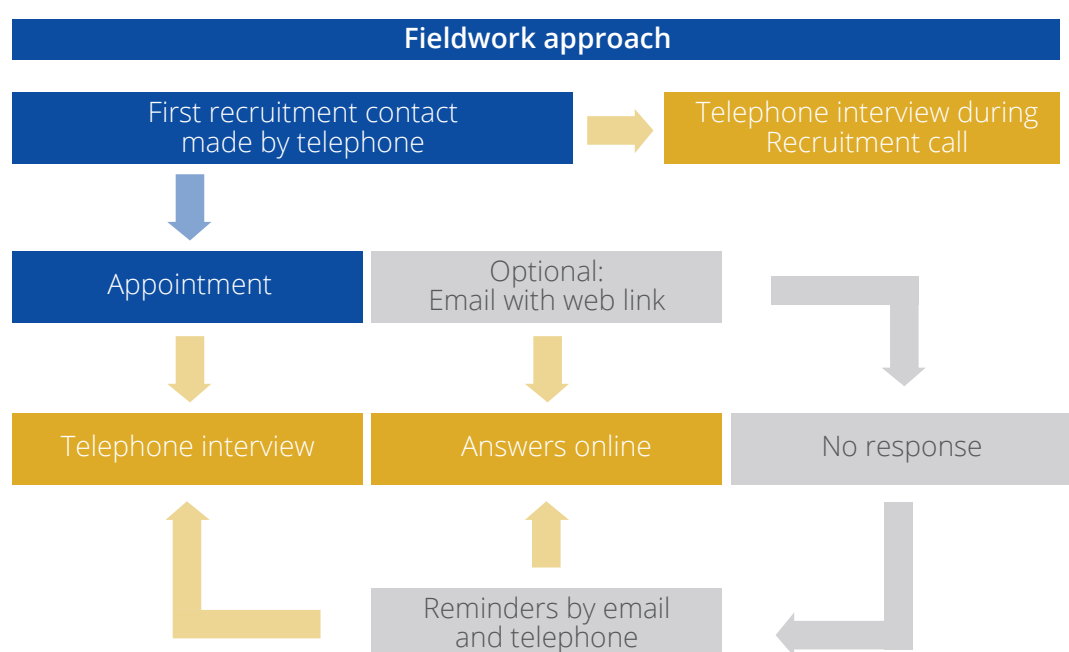 Fieldwork approach
First recruitment contact
made by telephone
Telephone interview during
Recruitment call
Appointment
Optional:
Email with web link
Telephone interview
Answers online
No response
Reminders by email
and telephone